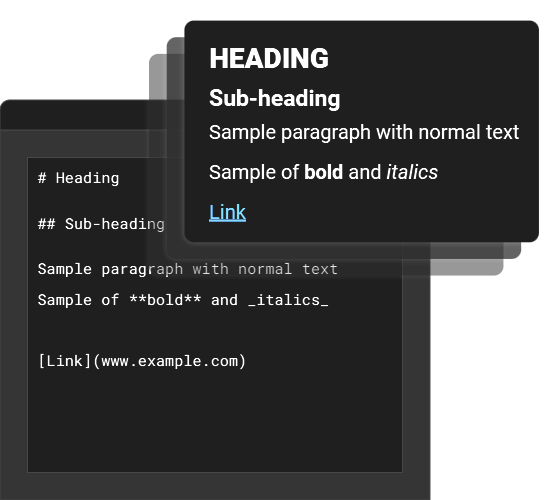 HEADING
Sub-heading
Sample paragraph with normal text
Sample of bold and italics
Link
# Heading
## Sub-heading
Sample paragraph with normal text
Sample of **bold** and _italics_
[Link](www.example.com)